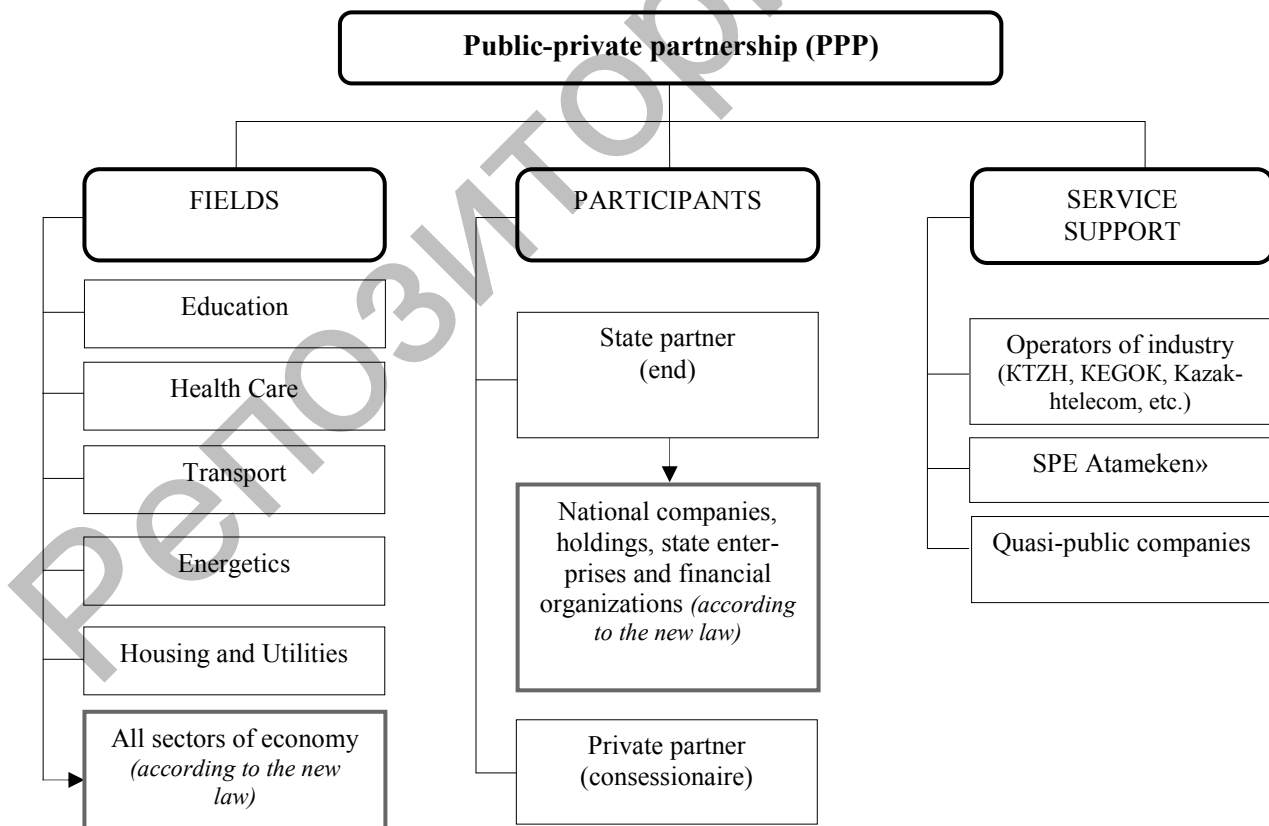 Public-private partnership (PPP)
FIELDS
Education
Health Care
Transport
Energetics
Housing and Utilities
All sectors of economy
(according to the new
law)
PARTICIPANTS
State partner
(end)
National companies,
holdings, state enter-
prises and financial
organizations (according
to the new law)
Private partner
(consessionaire)
SERVICE
SUPPORT
Operators of industry
(KTZH, KEGOK, Kazak-
htelecom, etc.)
SPE Atameken»
Quasi-public companies